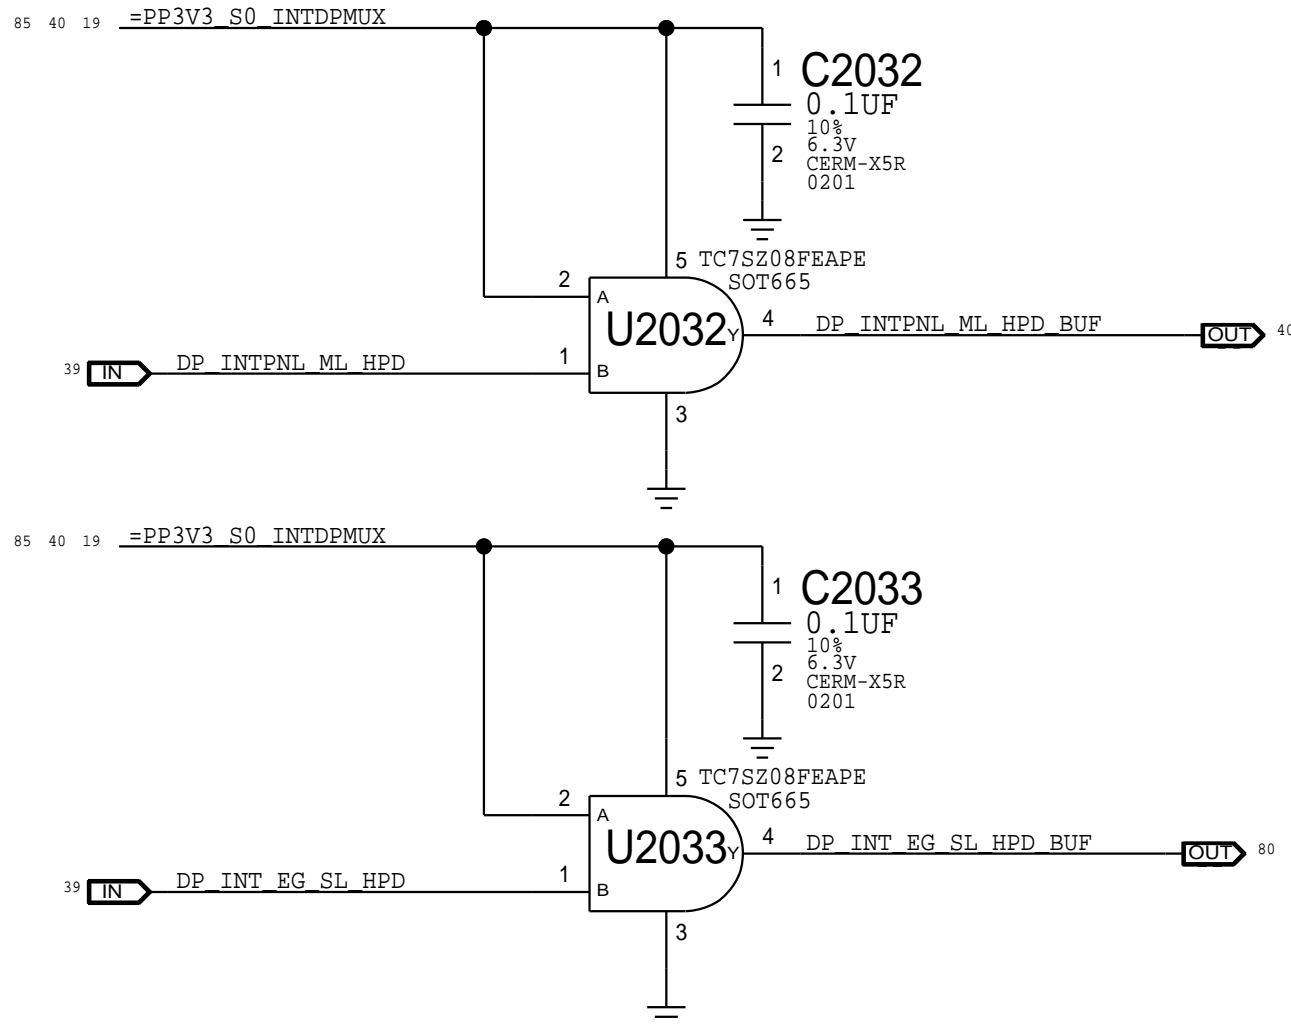 85 40 19 =PP3V3_S0_INTDPMUX
1 C2032
0.1UF
10%
6.3V
2 CERM-X5R
0201
5 TC7SZ08FEAPE
SOT665
2 A
U2032 Y 4 DP_INTPNL_ML_HPD_BUF OUT 40
39 IN DP_INTPNL_ML_HPD 1 B
3
85 40 19 =PP3V3_S0_INTDPMUX
1 C2033
0.1UF
10%
6.3V
2 CERM-X5R
0201
5 TC7SZ08FEAPE
SOT665
2 A
U2033 Y 4 DP_INT_EG_SL_HPD_BUF OUT 80
39 IN DP_INT_EG_SL_HPD 1 B
3